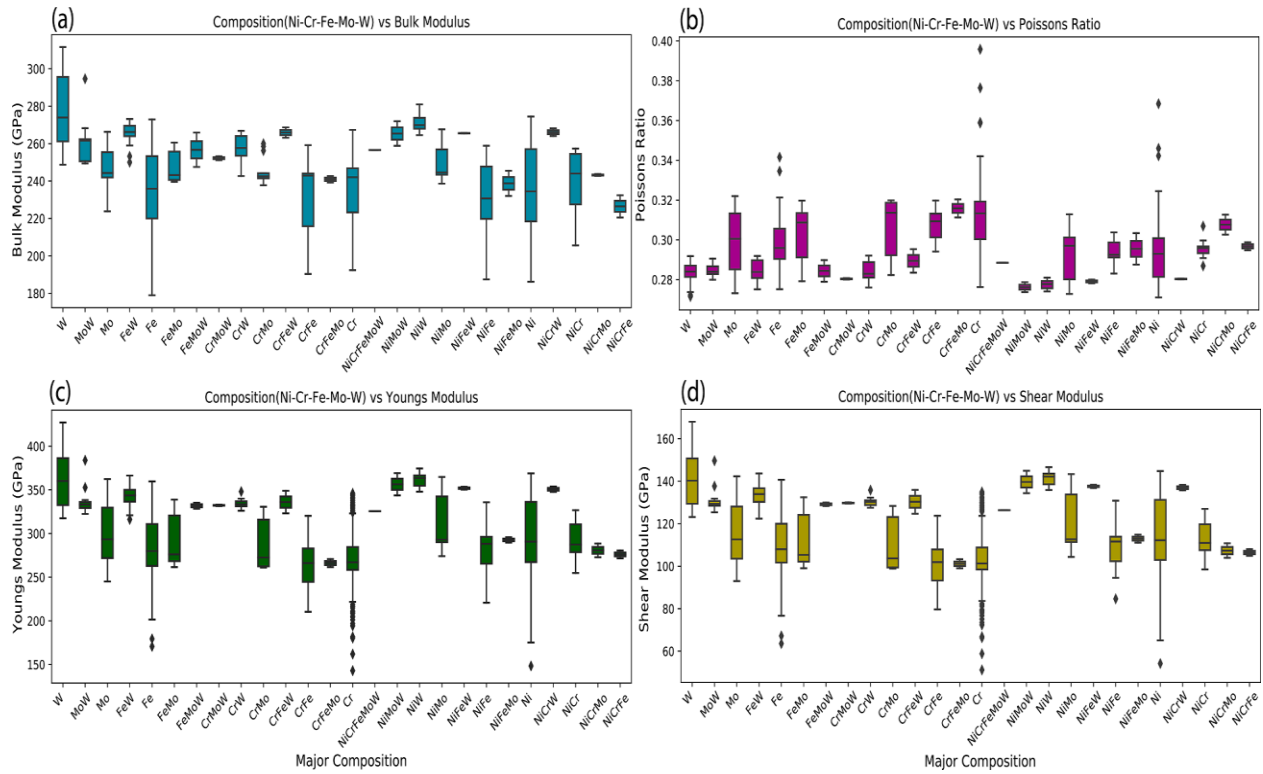 (a)
Composition(Ni-Cr-Fe-Mo-W) vs Bulk Modulus
Bulk Modulus (GPa)
300
280
260
240
220
200
180
W MoW Mo FeW Fe FeMo FeMoW CrMoW CrW CrMo CrFeW CrFe CrFeMo Cr NiCrFeMoW NiMoW NiW NiMo NiFeW NiFe NiFeMo Ni NiCrW NiCr NiCrMo NiCrFe
(b)
Composition(Ni-Cr-Fe-Mo-W) vs Poissons Ratio
Poissons Ratio
0.40
0.38
0.36
0.34
0.32
0.30
0.28
0.26
W MoW Mo FeW Fe FeMo FeMoW CrMoW CrW CrMo CrFeW CrFe CrFeMo Cr NiCrFeMoW NiMoW NiW NiMo NiFeW NiFe NiFeMo Ni NiCrW NiCr NiCrMo NiCrFe
(c)
Composition(Ni-Cr-Fe-Mo-W) vs Youngs Modulus
Youngs Modulus (GPa)
400
350
300
250
200
150
W MoW Mo FeW Fe FeMo FeMoW CrMoW CrW CrMo CrFeW CrFe CrFeMo Cr NiCrFeMoW NiMoW NiW NiMo NiFeW NiFe NiFeMo Ni NiCrW NiCr NiCrMo NiCrFe
Major Composition
(d)
Composition(Ni-Cr-Fe-Mo-W) vs Shear Modulus
Shear Modulus (GPa)
160
140
120
100
80
60
W MoW Mo FeW Fe FeMo FeMoW CrMoW CrW CrMo CrFeW CrFe CrFeMo Cr NiCrFeMoW NiMoW NiW NiMo NiFeW NiFe NiFeMo Ni NiCrW NiCr NiCrMo NiCrFe
Major Composition